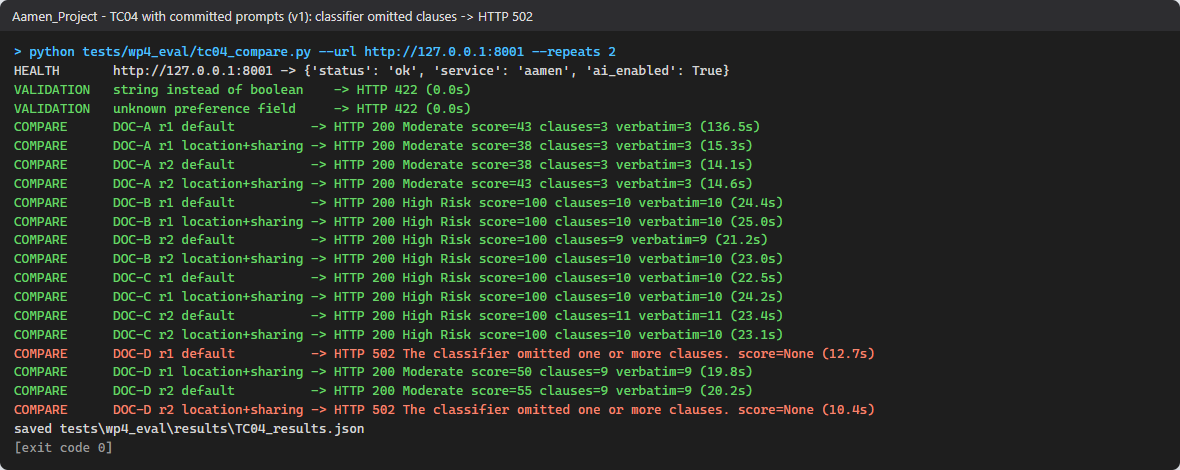 Aamen_Project - TC04 with committed prompts (v1): classifier omitted clauses -> HTTP 502
> python tests/wp4_eval/tc04_compare.py --url http://127.0.0.1:8001 --repeats 2
HEALTH http://127.0.0.1:8001 -> {'status': 'ok', 'service': 'aamen', 'ai_enabled': True}
VALIDATION string instead of boolean -> HTTP 422 (0.0s)
VALIDATION unknown preference field -> HTTP 422 (0.0s)
COMPARE DOC-A r1 default -> HTTP 200 Moderate score=43 clauses=3 verbatim=3 (136.5s)
COMPARE DOC-A r1 location+sharing -> HTTP 200 Moderate score=38 clauses=3 verbatim=3 (15.3s)
COMPARE DOC-A r2 default -> HTTP 200 Moderate score=38 clauses=3 verbatim=3 (14.1s)
COMPARE DOC-A r2 location+sharing -> HTTP 200 Moderate score=43 clauses=3 verbatim=3 (14.6s)
COMPARE DOC-B r1 default -> HTTP 200 High Risk score=100 clauses=10 verbatim=10 (24.4s)
COMPARE DOC-B r1 location+sharing -> HTTP 200 High Risk score=100 clauses=10 verbatim=10 (25.0s)
COMPARE DOC-B r2 default -> HTTP 200 High Risk score=100 clauses=9 verbatim=9 (21.2s)
COMPARE DOC-B r2 location+sharing -> HTTP 200 High Risk score=100 clauses=10 verbatim=10 (23.0s)
COMPARE DOC-C r1 default -> HTTP 200 High Risk score=100 clauses=10 verbatim=10 (22.5s)
COMPARE DOC-C r1 location+sharing -> HTTP 200 High Risk score=100 clauses=10 verbatim=10 (24.2s)
COMPARE DOC-C r2 default -> HTTP 200 High Risk score=100 clauses=11 verbatim=11 (23.4s)
COMPARE DOC-C r2 location+sharing -> HTTP 200 High Risk score=100 clauses=10 verbatim=10 (23.1s)
COMPARE DOC-D r1 default -> HTTP 502 The classifier omitted one or more clauses. score=None (12.7s)
COMPARE DOC-D r1 location+sharing -> HTTP 200 Moderate score=50 clauses=9 verbatim=9 (19.8s)
COMPARE DOC-D r2 default -> HTTP 200 Moderate score=55 clauses=9 verbatim=9 (20.2s)
COMPARE DOC-D r2 location+sharing -> HTTP 502 The classifier omitted one or more clauses. score=None (10.4s)
saved tests\wp4_eval\results\TC04_results.json
[exit code 0]